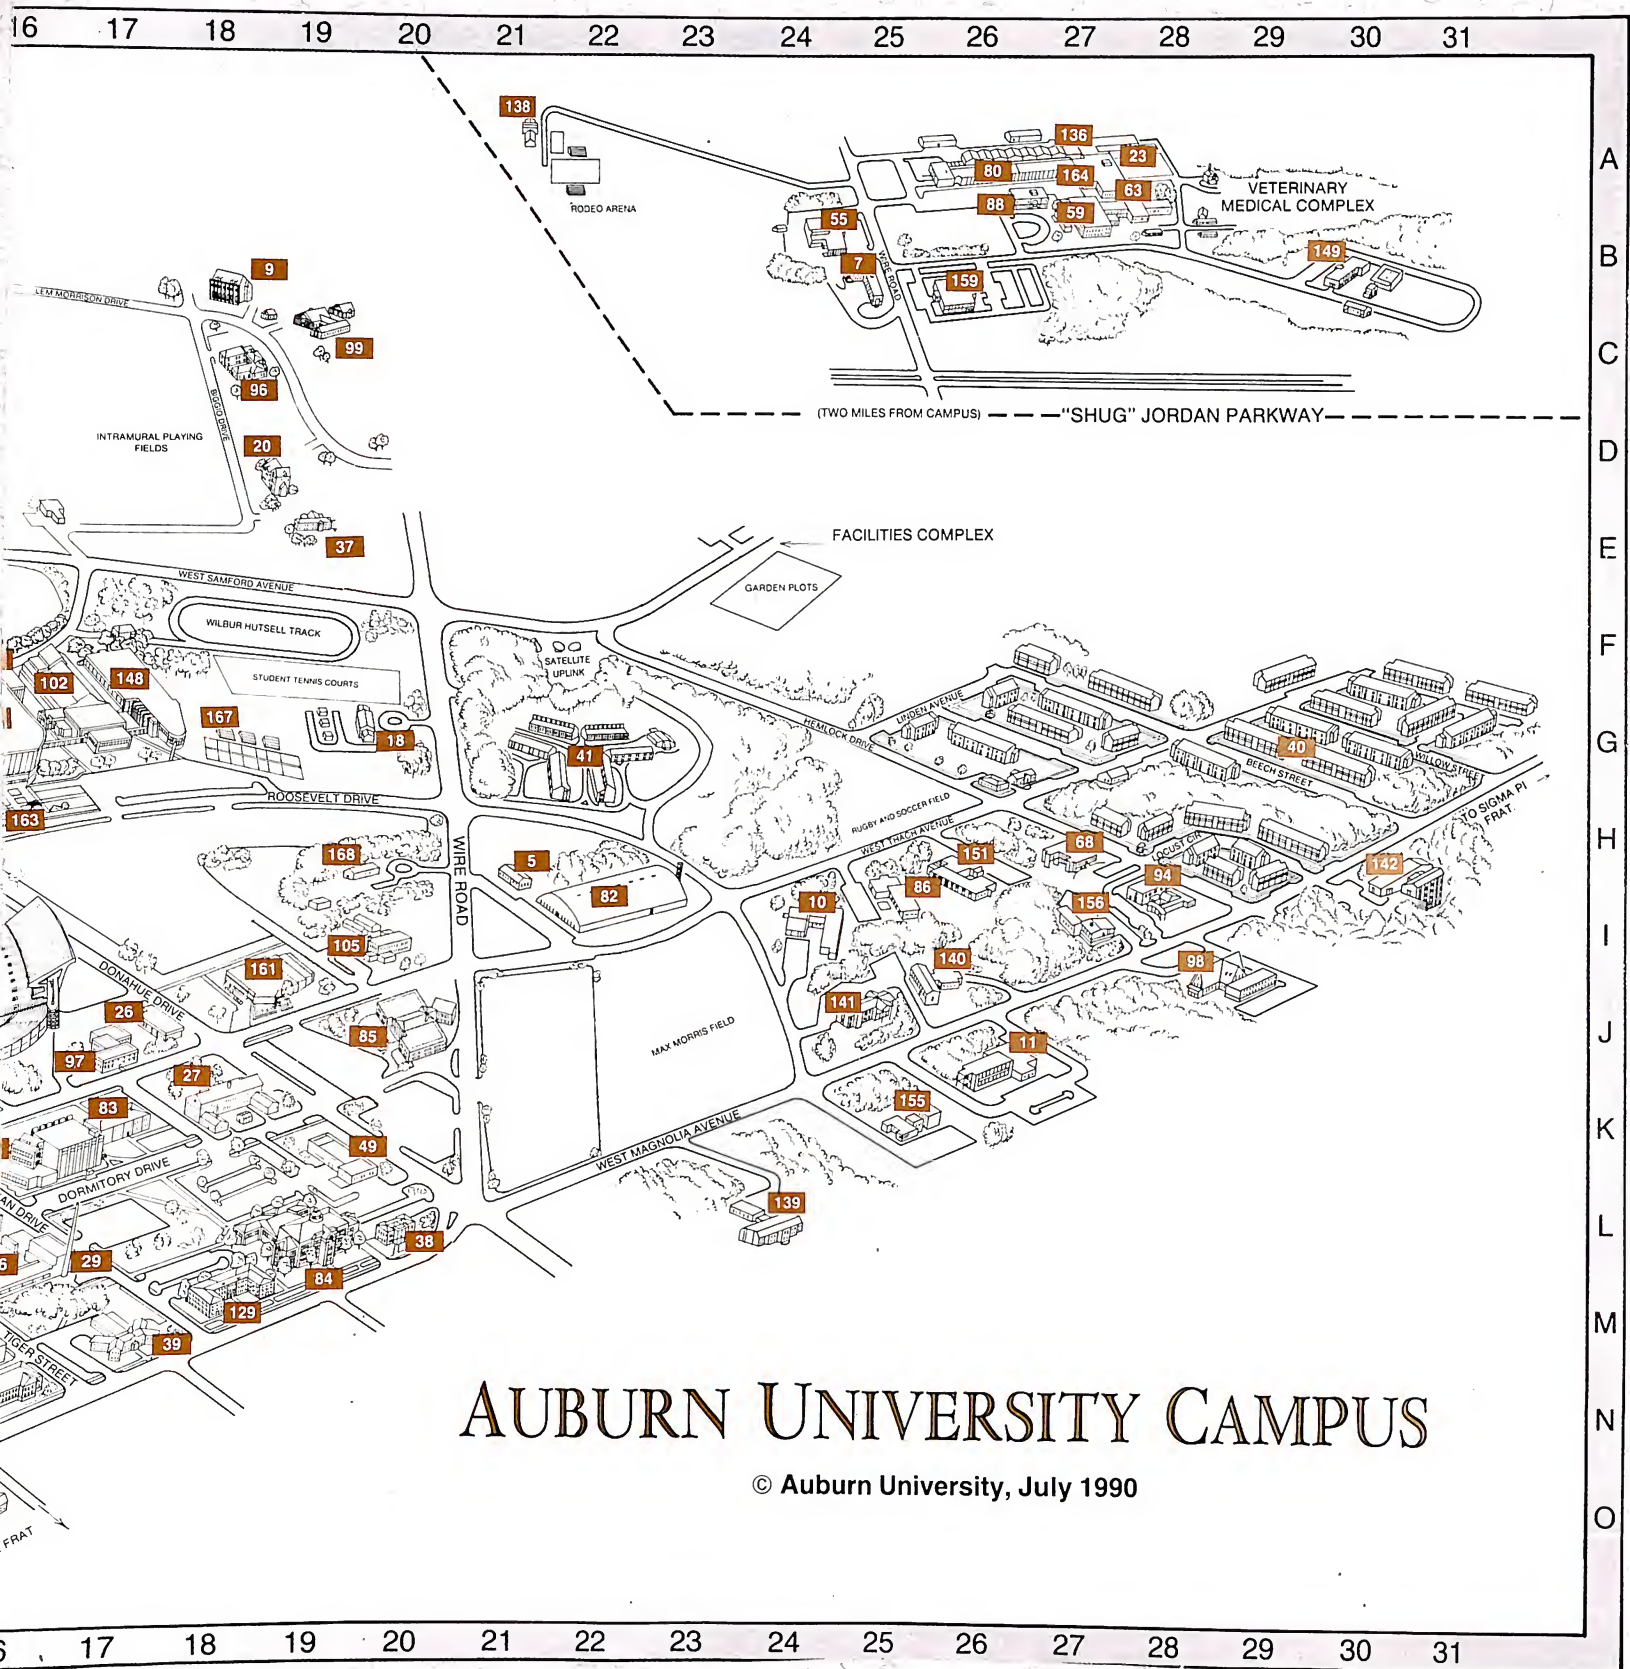 16 17 18 19 20 21 22 23 24 25 26 27 28 29 30 31
138
136
23
A
80
164
63
VETERINARY
MEDICAL COMPLEX
88
59
RODEO ARENA
55
7
WIRE ROAD
159
149
B
9
LEM MORRISON DRIVE
99
C
96
BIGGIO DRIVE
(TWO MILES FROM CAMPUS)
"SHUG" JORDAN PARKWAY
INTRAMURAL PLAYING
FIELDS
20
D
37
FACILITIES COMPLEX
E
GARDEN PLOTS
WEST SAMFORD AVENUE
WILBUR HUTSELL TRACK
F
SATELLITE
UPLINK
STUDENT TENNIS COURTS
102
148
167
18
41
HEMLOCK DRIVE
LINDEN AVENUE
40
G
BEECH STREET
WILLOW STREET
TO SIGMA PI
FRAT.
ROOSEVELT DRIVE
163
RUGBY AND SOCCER FIELD
WEST THACH AVENUE
H
WIRE ROAD
168
5
82
151
68
LOCUST CIR.
142
86
94
10
156
105
I
161
140
98
DONAHUE DRIVE
26
141
MAX MORRIS FIELD
85
11
J
97
27
155
83
49
WEST MAGNOLIA AVENUE
K
DORMITORY DRIVE
AN DRIVE
139
L
38
6
29
84
129
39
M
TIGER STREET
AUBURN UNIVERSITY CAMPUS
N
© Auburn University, July 1990
FRAT
O
6 17 18 19 20 21 22 23 24 25 26 27 28 29 30 31